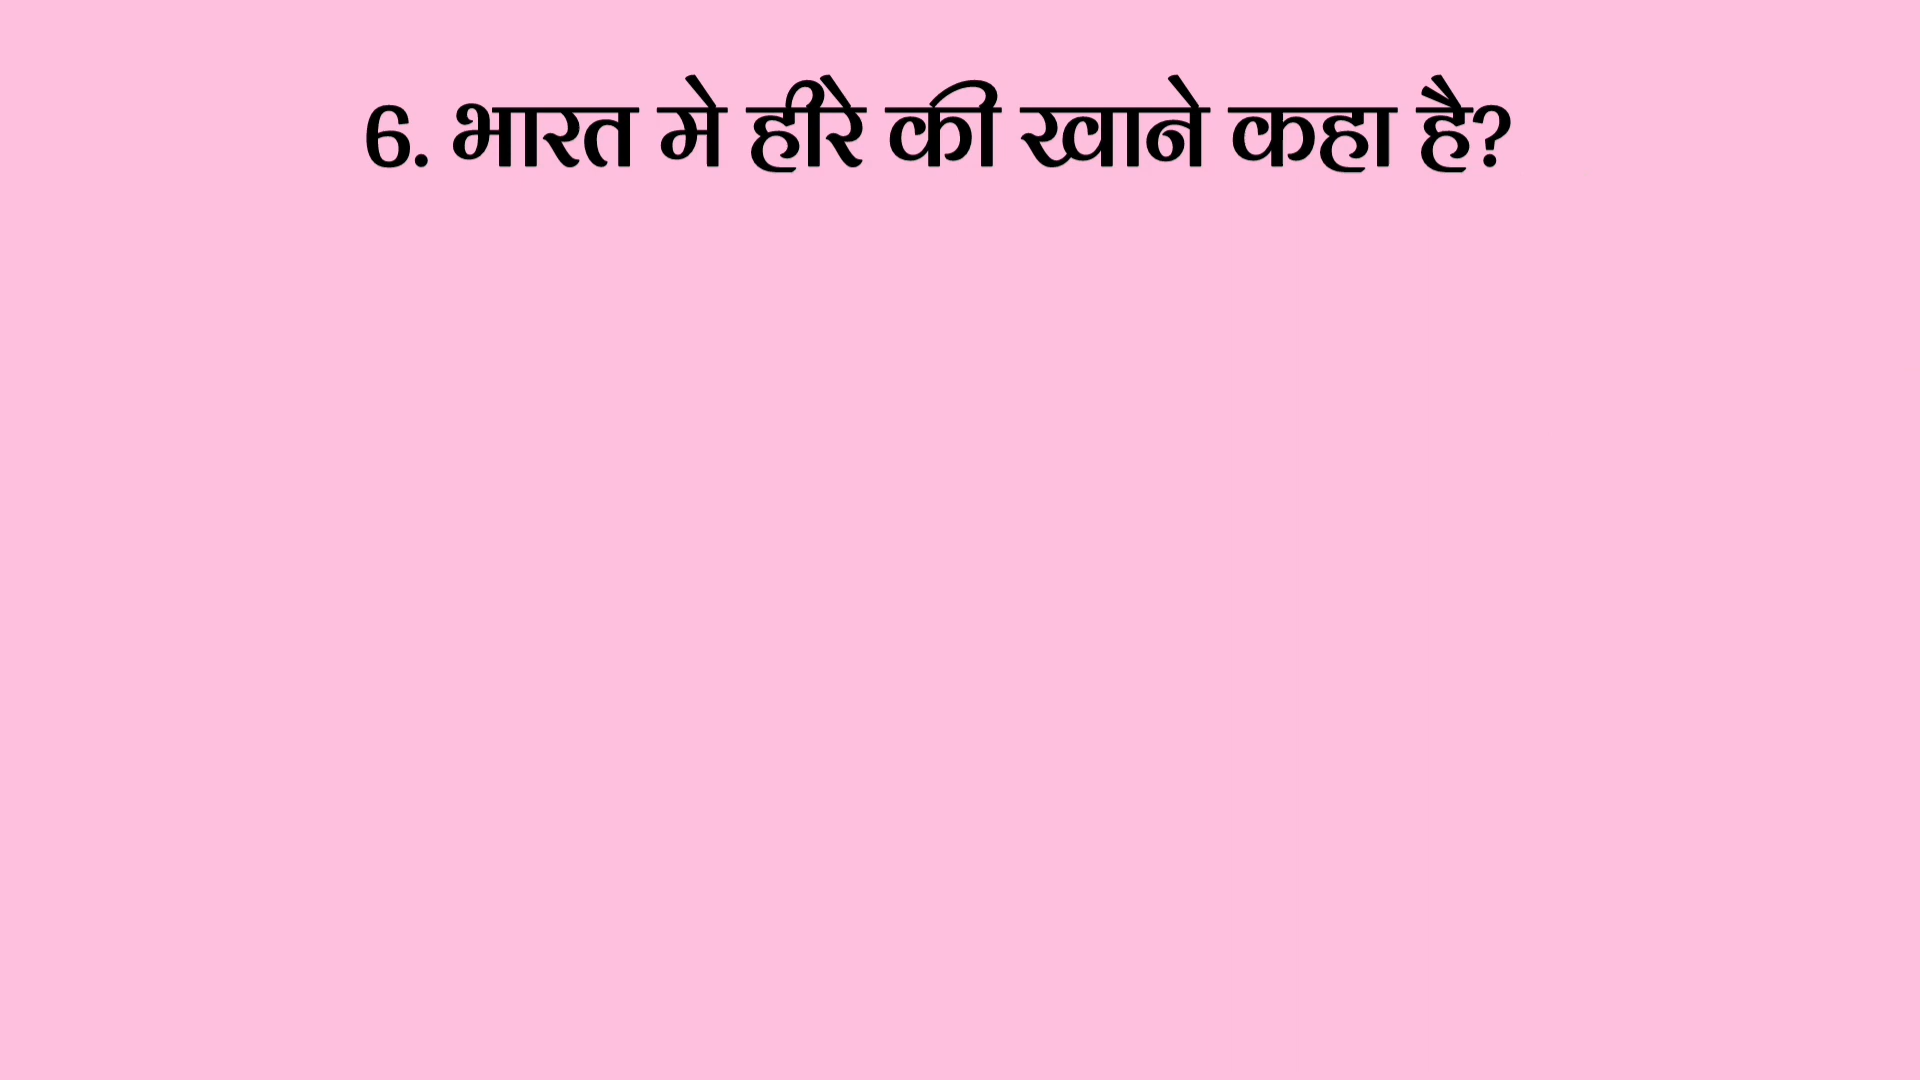 6. भारत मे हीरे की खाने कहा है?